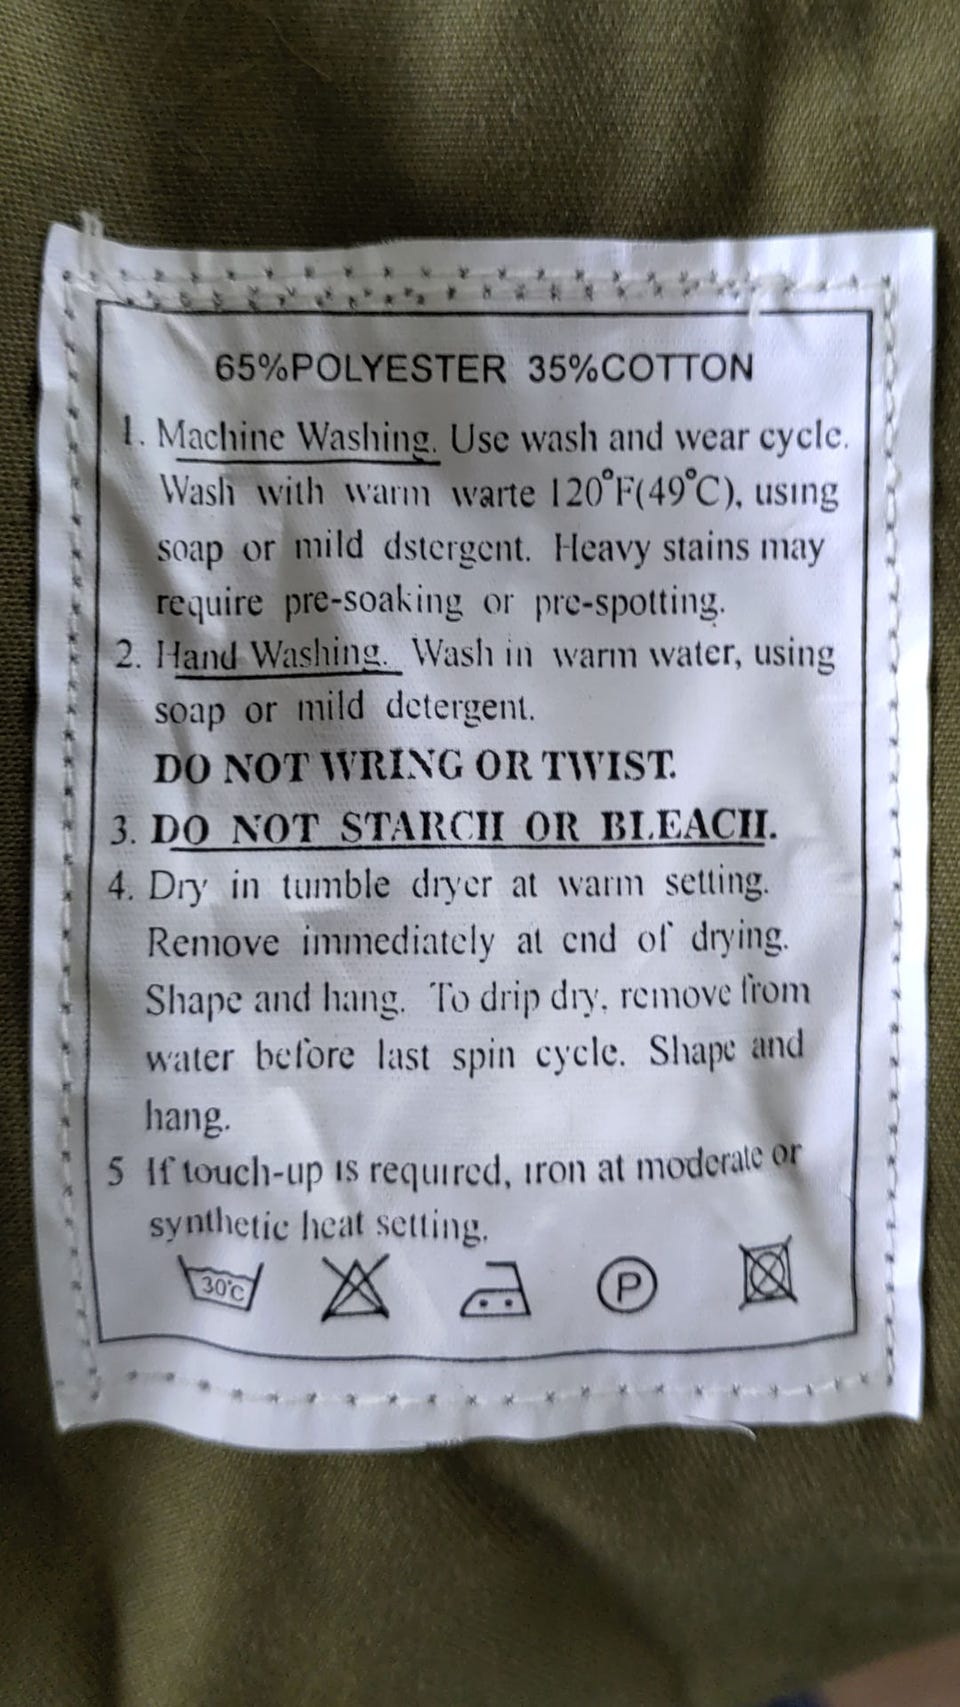 65%POLYESTER 35%COTTON
1. Machine Washing. Use wash and wear cycle.
Wash with warm warte 120°F(49°C), using
soap or mild dstergent. Heavy stains may
require pre-soaking or pre-spotting.
2. Hand Washing. Wash in warm water, using
soap or mild detergent.
DO NOT WRING OR TWIST.
3. DO NOT STARCH OR BLEACH.
4. Dry in tumble dryer at warm setting.
Remove immediately at end of drying.
Shape and hang. To drip dry, remove from
water before last spin cycle. Shape and
hang.
5 If touch-up is required, iron at moderate or
synthetic heat setting.
30°C P